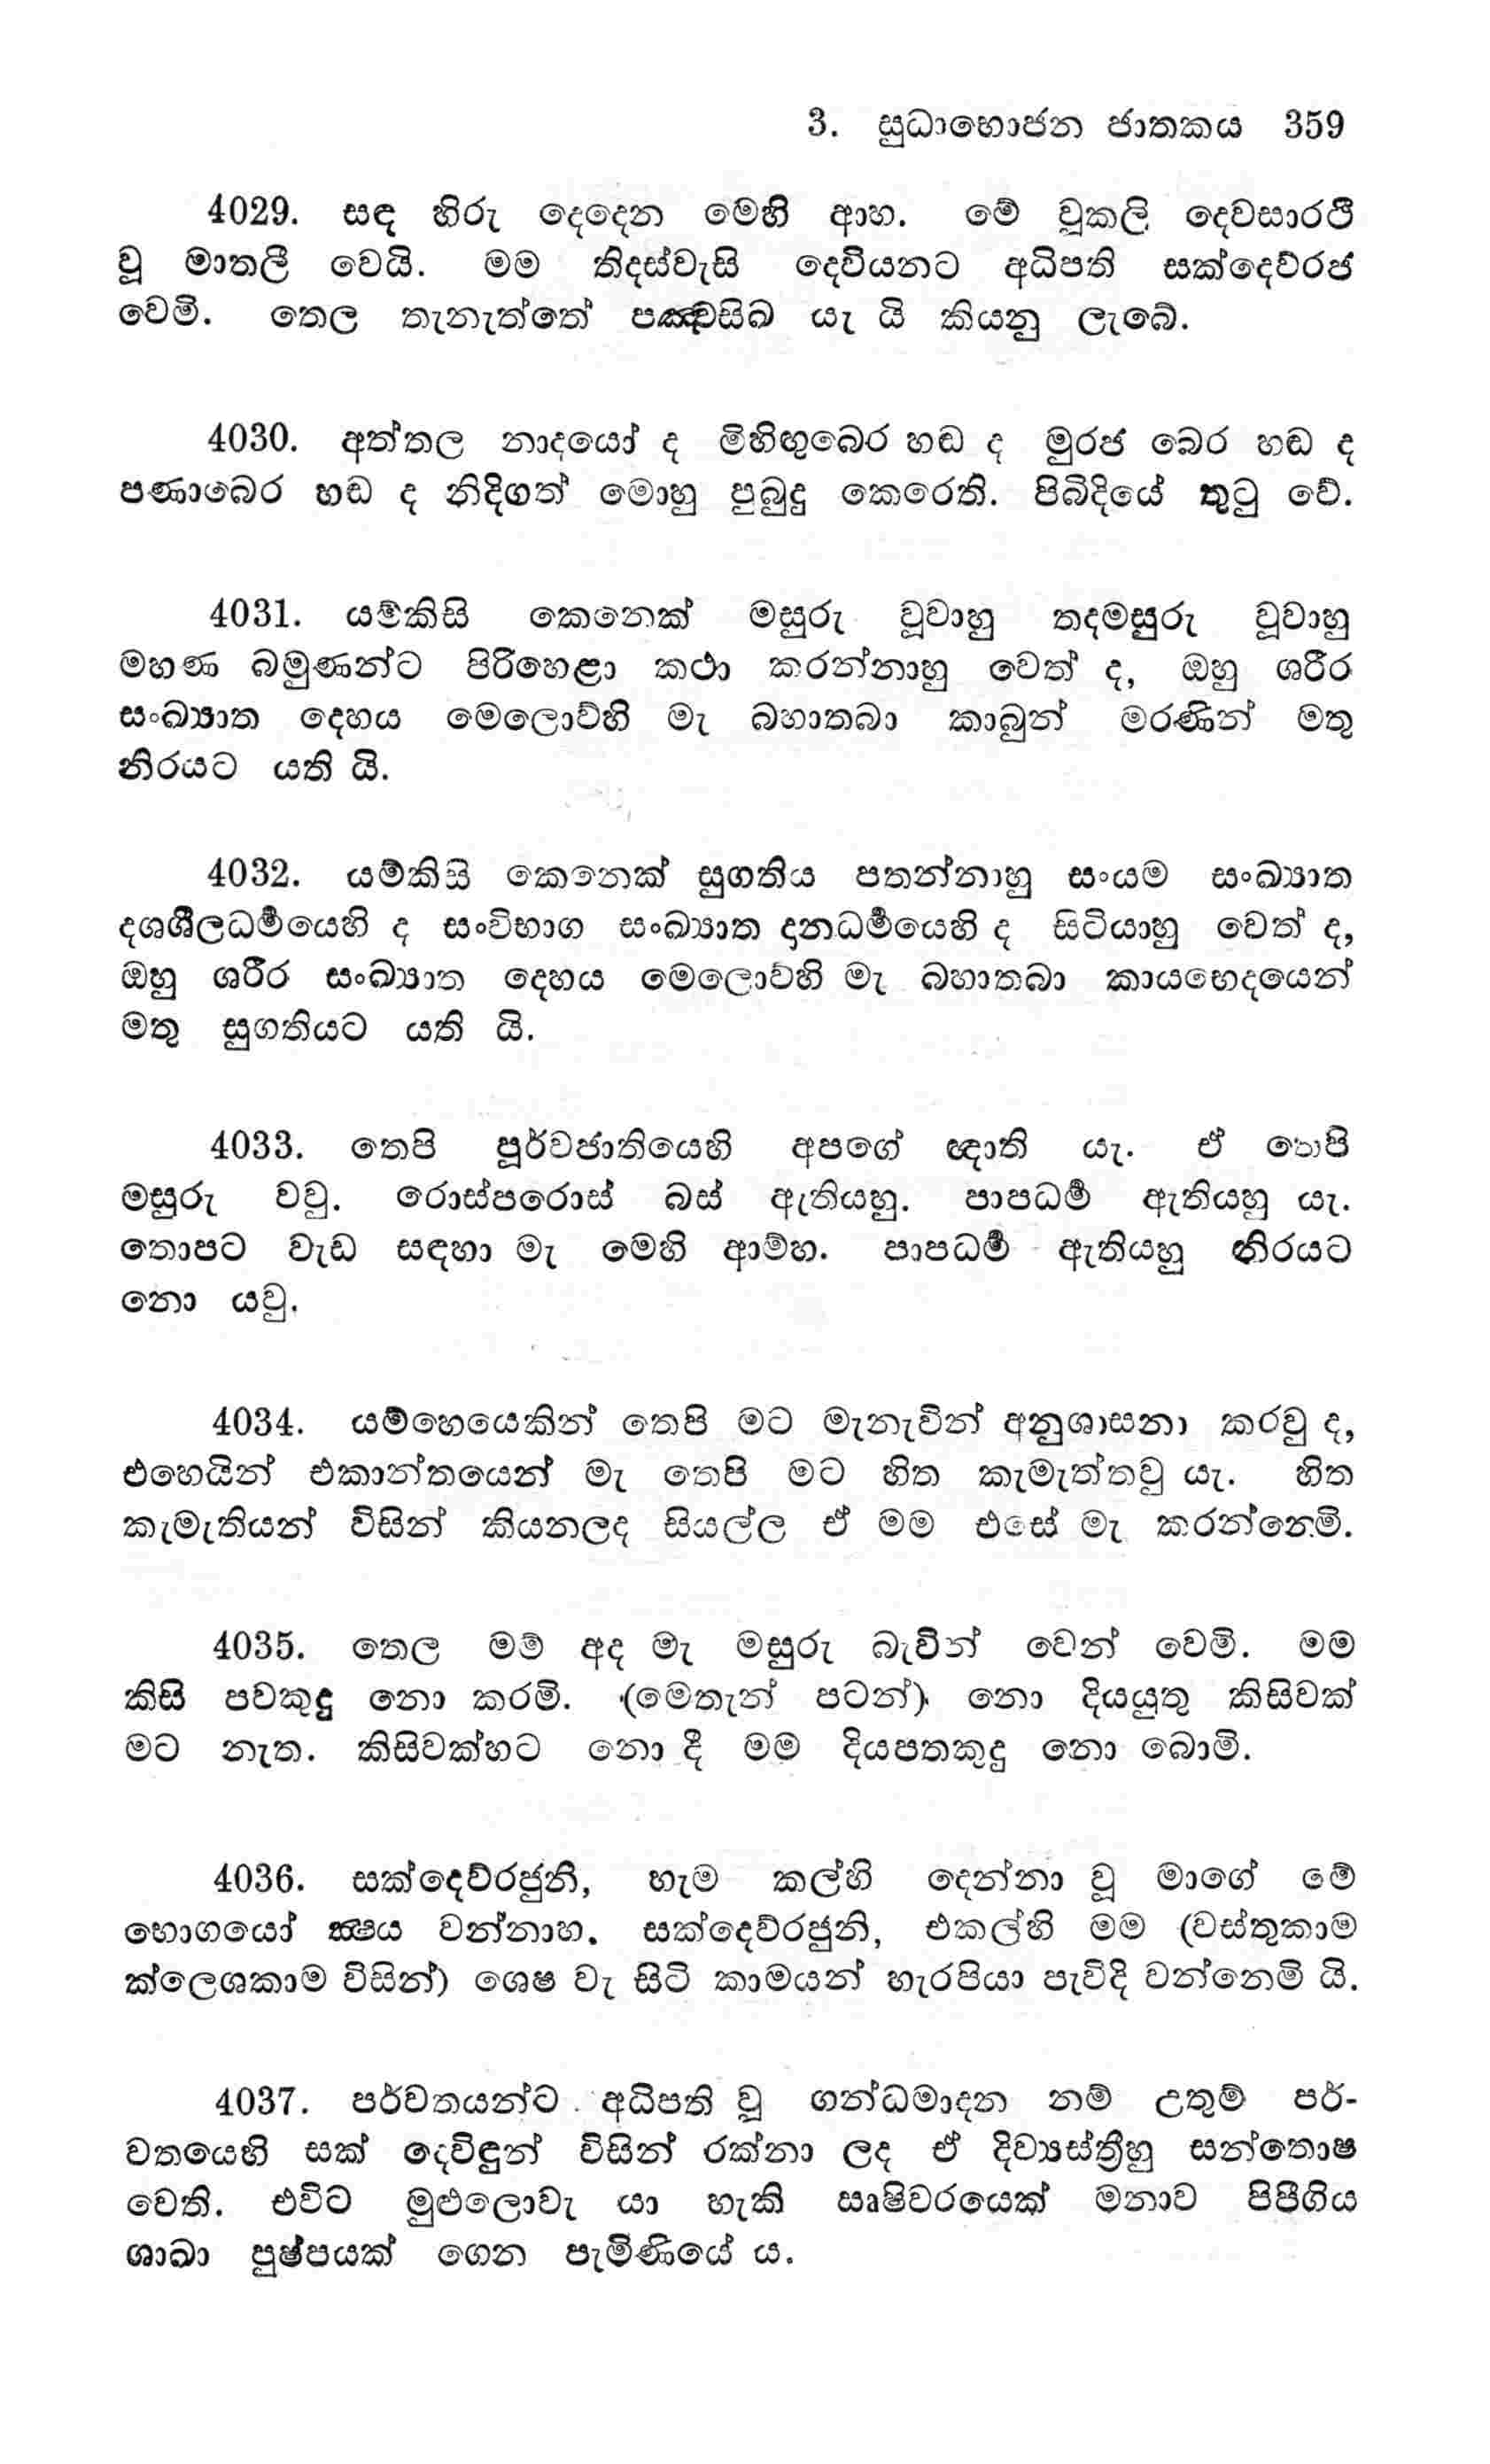 3. සුධාභොජන ජාතකය 359
4029. සඳ හිරු දෙදෙන මෙහි ආහ. මේ වූකලි දෙවසාරථි
වූ මාතලී වෙයි. මම තිදස්වැසි දෙවියනට අධිපති සක්දෙව්රජ
වෙමි. තෙල තැනැත්තේ පඤ්චසිඛ යැ යි කියනු ලැබේ.
4030. අත්තල නාදයෝ ද මිහිඟුබෙර හඬ ද මුරජ බෙර හඬ ද
පණාබෙර හඬ ද නිදිගත් මොහු පුබුදු කෙරෙති. පිබිදියේ තුටු වේ.
4031. යම්කිසි කෙනෙක් මසුරු වූවාහු තදමසුරු වූවාහු
මහණ බමුණන්ට පිරිහෙළා කථා කරන්නාහු වෙත් ද, ඔහු ශරීර
සංඛ්‍යාත දෙහය මෙලොව්හි මැ බහාතබා කාබුන් මරණින් මතු
නිරයට යති යි.
4032. යම්කිසි කෙනෙක් සුගතිය පතන්නාහු සංයම සංඛ්‍යාත
දශශීලධර්‍මයෙහි ද සංවිභාග සංඛ්‍යාත දානධර්‍මයෙහි ද සිටියාහු වෙත් ද,
ඔහු ශරීර සංඛ්‍යාත දෙහය මෙලොව්හි මැ බහාතබා කායභෙදයෙන්
මතු සුගතියට යති යි.
4033. තෙපි පූර්වජාතියෙහි අපගේ ඥාති යැ. ඒ තෙපි
මසුරු වවු. රොස්පරොස් බස් ඇතියහු. පාපධර්‍ම ඇතියහු යැ.
තොපට වැඩ සඳහා මැ මෙහි ආම්හ. පාපධර්‍ම ඇතියහු නිරයට
නො යවු.
4034. යම්හෙයෙකින් තෙපි මට මැනැවින් අනුශාසනා කරවු ද,
එහෙයින් එකාන්තයෙන් මැ තෙපි මට හිත කැමැත්තවු යැ. හිත
කැමැතියන් විසින් කියනලද සියල්ල ඒ මම එසේ මැ කරන්නෙමි.
4035. තෙල මම් අද මැ මසුරු බැවින් වෙන් වෙමි. මම
කිසි පවකුදු නො කරමි. (මෙතැන් පටන්) නො දියයුතු කිසිවක්
මට නැත. කිසිවක්හට නො දී මම දියපතකුදු නො බොමි.
4036. සක්දෙව්රජුනි, හැම කල්හි දෙන්නා වූ මාගේ මේ
භොගයෝ ක්‍ෂය වන්නාහ. සක්දෙව්රජුනි, එකල්හි මම (වස්තුකාම
ක්ලෙශකාම විසින්) ශෙෂ වැ සිටි කාමයන් හැරපියා පැවිදි වන්නෙමි යි.
4037. පර්වතයන්ට අධිපති වූ ගන්ධමාදන නම් උතුම් පර්-
වතයෙහි සක් දෙවිඳුන් විසින් රක්නා ලද ඒ දිව්‍යස්ත්‍රීහු සන්තොෂ
වෙති. එවිට මුළුලොවැ යා හැකි ඍෂිවරයෙක් මනාව පිපීගිය
ශාඛා පුෂ්පයක් ගෙන පැමිණියේ ය.